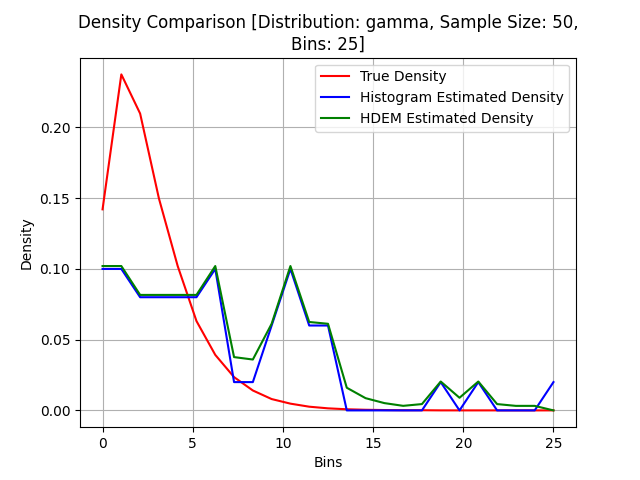 Density Comparison [Distribution: gamma, Sample Size: 50,
Bins: 25]
True Density
Histogram Estimated Density
HDEM Estimated Density
Density
0.20
0.15
0.10
0.05
0.00
0 5 10 15 20 25
Bins